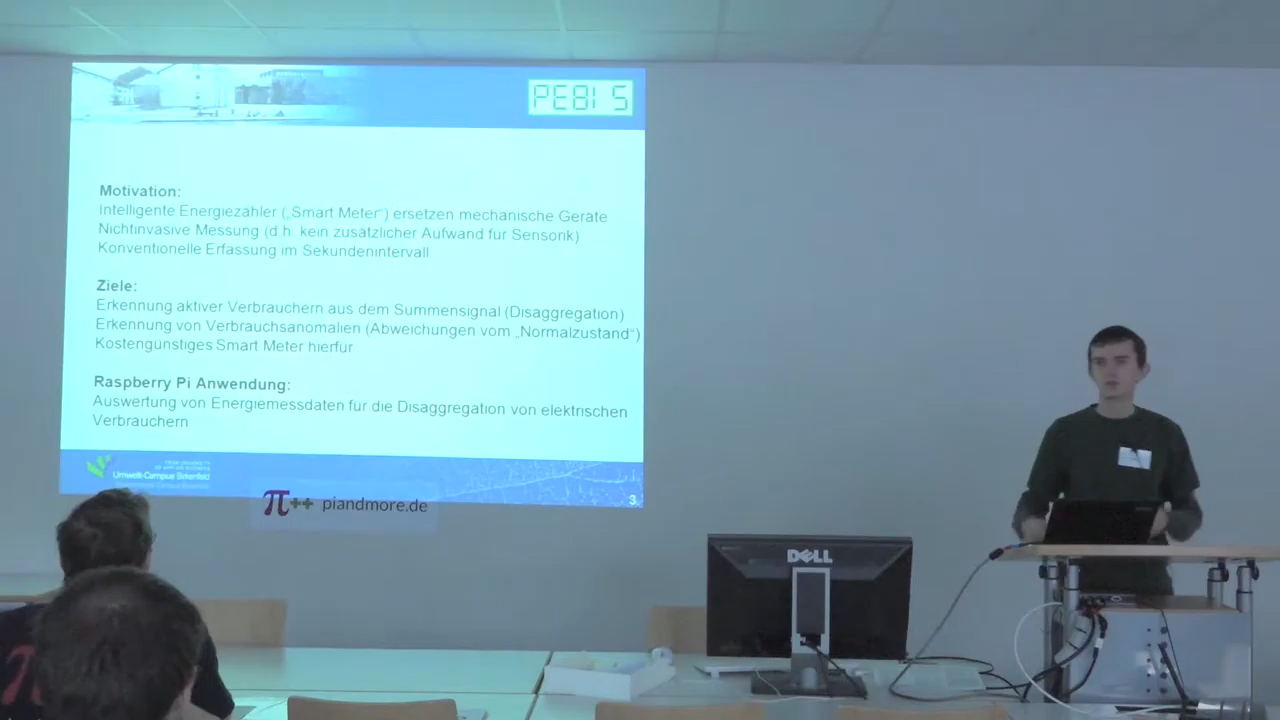 PEBIS
Motivation:
Intelligente Energiezähler („Smart Meter“) ersetzen mechanische Geräte
Nichtinvasive Messung (d.h. kein zusätzlicher Aufwand für Sensorik)
Konventionelle Erfassung im Sekundenintervall
Ziele:
Erkennung aktiver Verbrauchern aus dem Summensignal (Disaggregation)
Erkennung von Verbrauchsanomalien (Abweichungen vom „Normalzustand“)
Kostengünstiges Smart Meter hierfür
Raspberry Pi Anwendung:
Auswertung von Energiemessdaten für die Disaggregation von elektrischen
Verbrauchern
Umwelt-Campus Birkenfeld
3
π++ piandmore.de
DELL